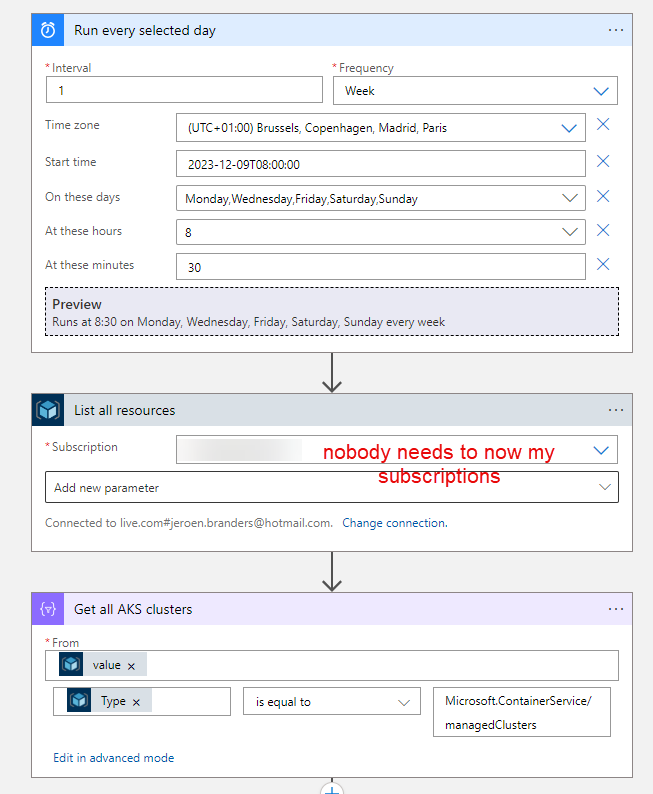 Run every selected day
* Interval
* Frequency
1
Week
Time zone
(UTC+01:00) Brussels, Copenhagen, Madrid, Paris
Start time
2023-12-09T08:00:00
On these days
Monday,Wednesday,Friday,Saturday,Sunday
At these hours
8
At these minutes
30
Preview
Runs at 8:30 on Monday, Wednesday, Friday, Saturday, Sunday every week
List all resources
* Subscription
nobody needs to now my
subscriptions
Add new parameter
Connected to live.com#jeroen.branders@hotmail.com. Change connection.
Get all AKS clusters
* From
value ×
Type ×
is equal to
Microsoft.ContainerService/
managedClusters
Edit in advanced mode